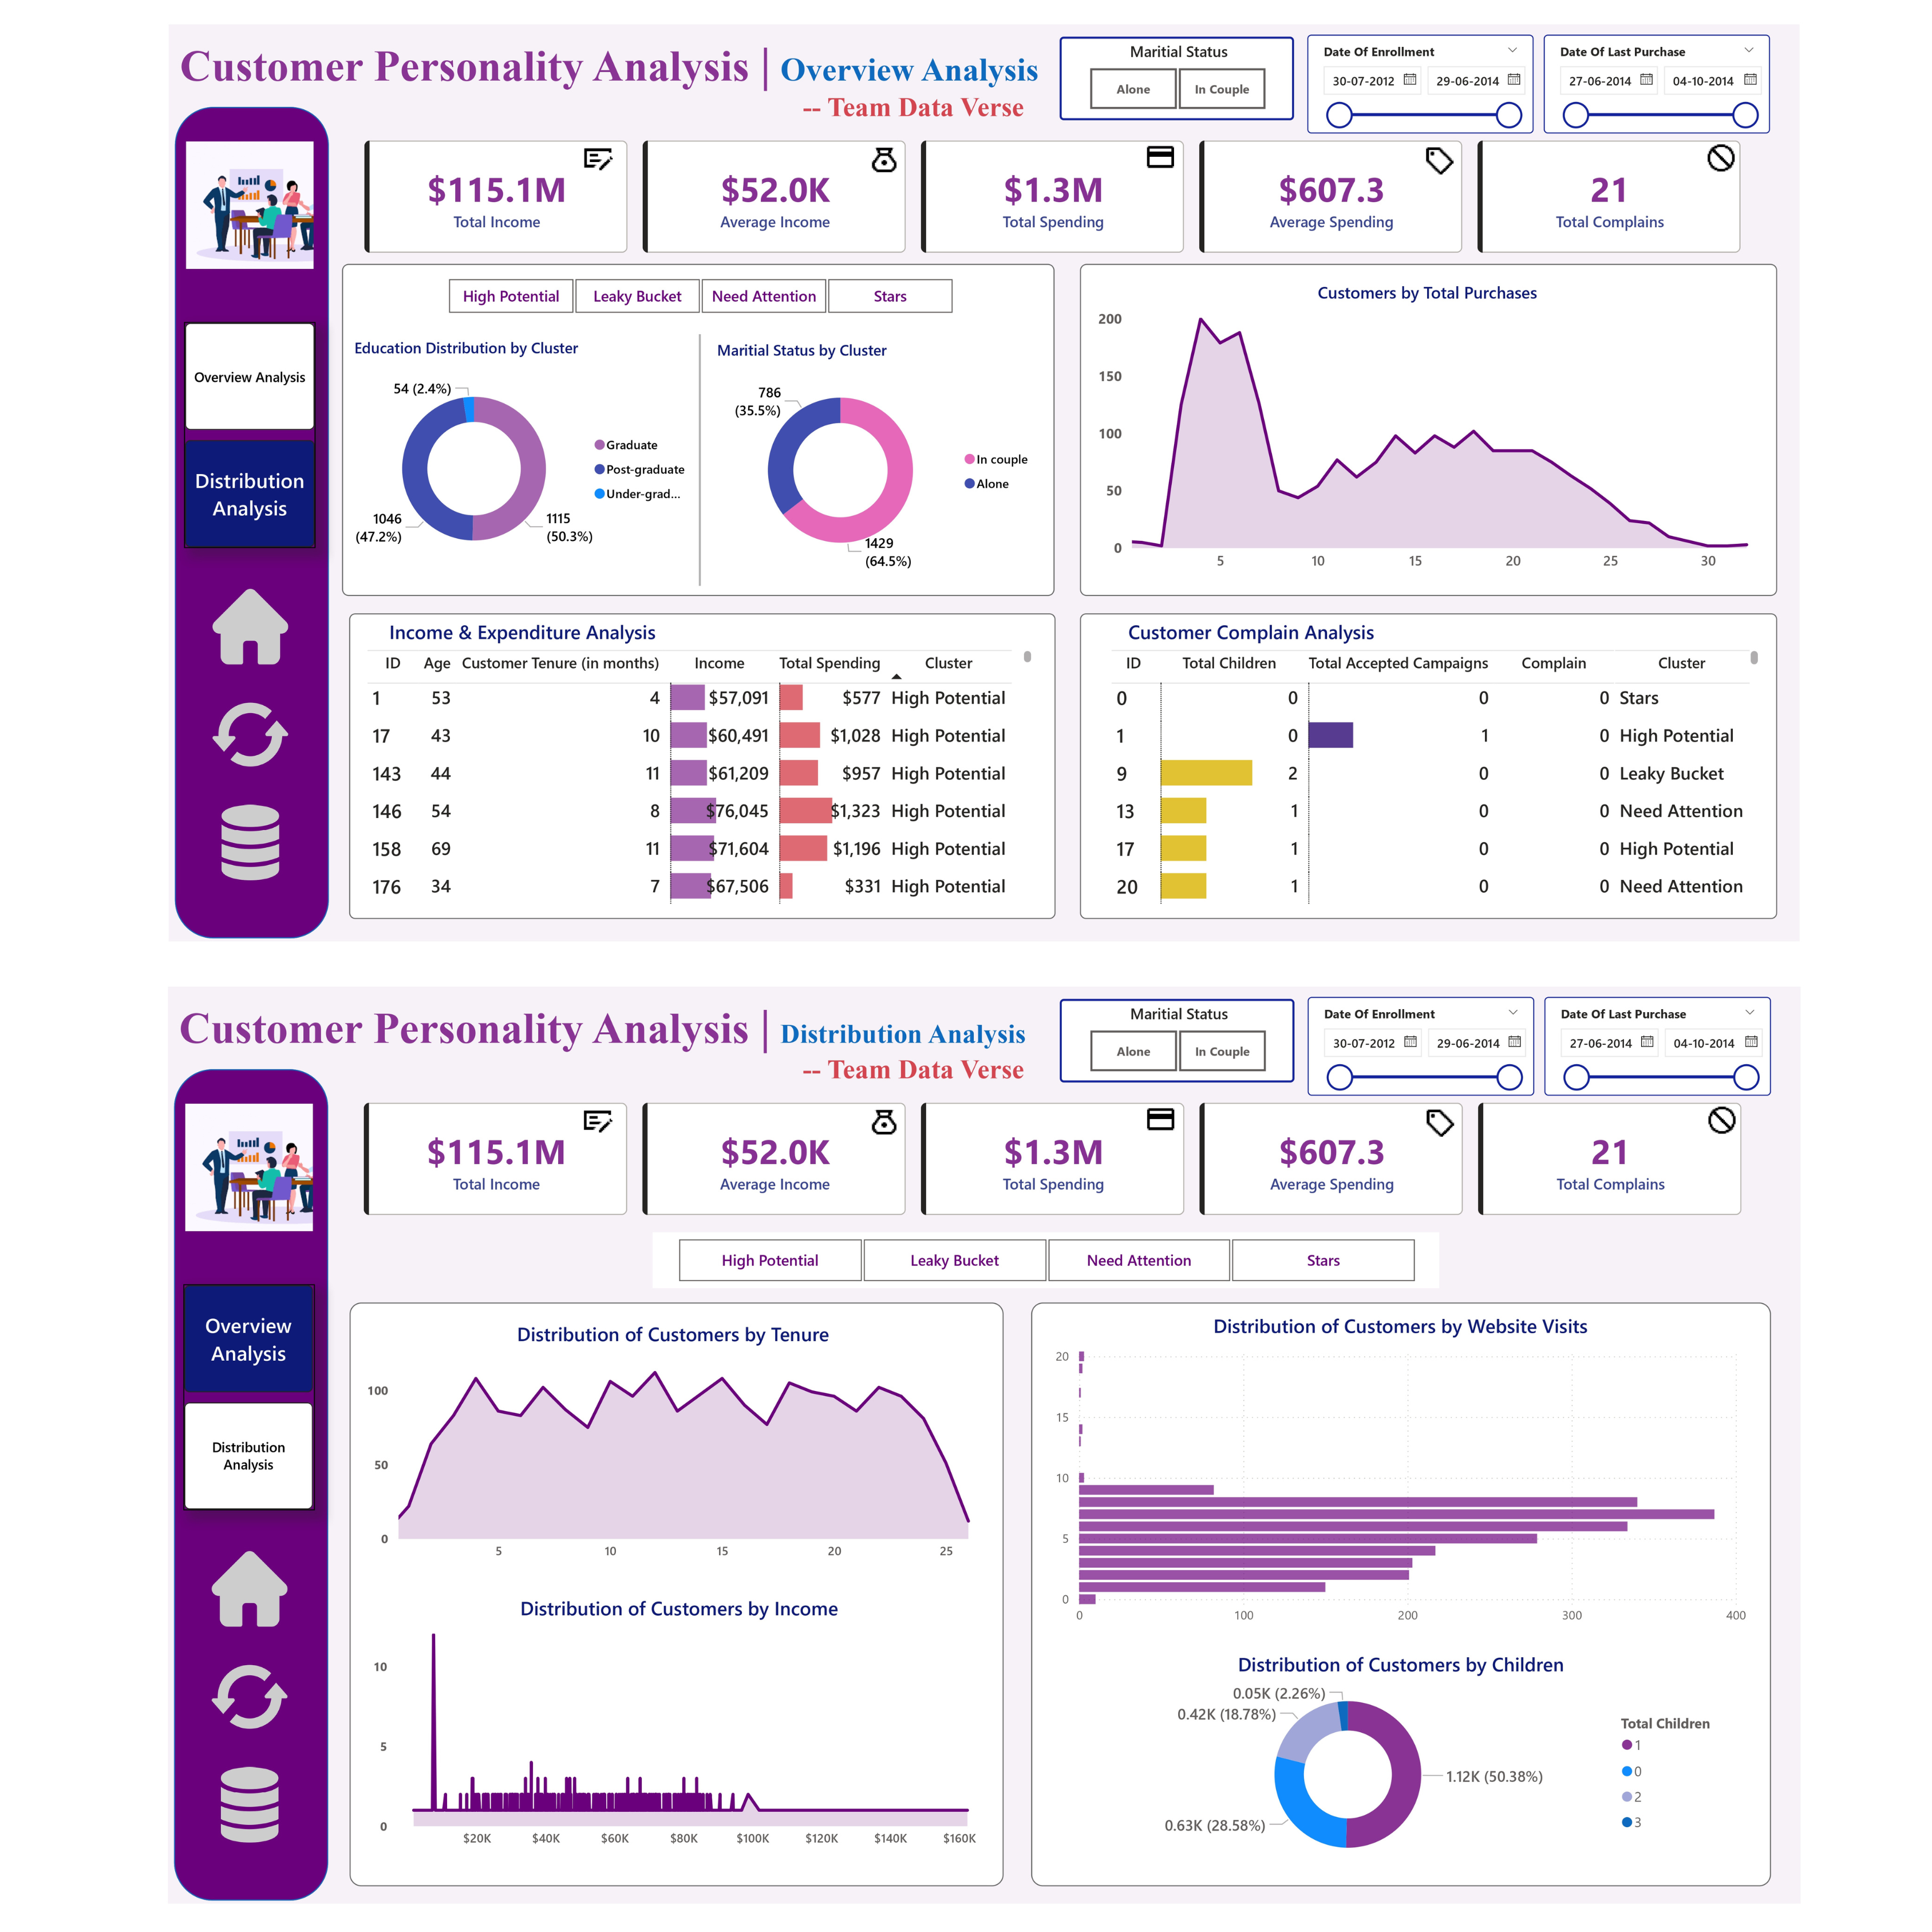 Customer Personality Analysis | Overview Analysis
-- Team Data Verse
Maritial Status
Alone
In Couple
Date Of Enrollment
30-07-2012
29-06-2014
Date Of Last Purchase
27-06-2014
04-10-2014
$115.1M
Total Income
$52.0K
Average Income
$1.3M
Total Spending
$607.3
Average Spending
21
Total Complains
Overview Analysis
Distribution
Analysis
High Potential
Leaky Bucket
Need Attention
Stars
Education Distribution by Cluster
54 (2.4%)
1046
(47.2%)
1115
(50.3%)
Graduate
Post-graduate
Under-grad...
Maritial Status by Cluster
786
(35.5%)
1429
(64.5%)
In couple
Alone
Customers by Total Purchases
200
150
100
50
0
5 10 15 20 25 30
Income & Expenditure Analysis
ID Age Customer Tenure (in months) Income Total Spending Cluster
1 53 4 $57,091 $577 High Potential
17 43 10 $60,491 $1,028 High Potential
143 44 11 $61,209 $957 High Potential
146 54 8 $76,045 $1,323 High Potential
158 69 11 $71,604 $1,196 High Potential
176 34 7 $67,506 $331 High Potential
Customer Complain Analysis
ID Total Children Total Accepted Campaigns Complain Cluster
0 0 0 0 Stars
1 0 1 0 High Potential
9 2 0 0 Leaky Bucket
13 1 0 0 Need Attention
17 1 0 0 High Potential
20 1 0 0 Need Attention
Customer Personality Analysis | Distribution Analysis
-- Team Data Verse
Maritial Status
Alone
In Couple
Date Of Enrollment
30-07-2012
29-06-2014
Date Of Last Purchase
27-06-2014
04-10-2014
$115.1M
Total Income
$52.0K
Average Income
$1.3M
Total Spending
$607.3
Average Spending
21
Total Complains
Overview
Analysis
Distribution
Analysis
High Potential
Leaky Bucket
Need Attention
Stars
Distribution of Customers by Tenure
100
50
0
5 10 15 20 25
Distribution of Customers by Income
10
5
0
$20K $40K $60K $80K $100K $120K $140K $160K
Distribution of Customers by Website Visits
20
15
10
5
0
0 100 200 300 400
Distribution of Customers by Children
0.05K (2.26%)
0.42K (18.78%)
0.63K (28.58%)
1.12K (50.38%)
Total Children
1
0
2
3